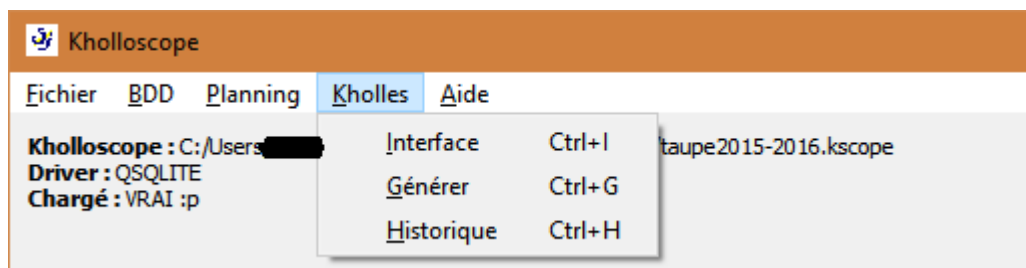 Kholloscope
Fichier BDD Planning Kholles Aide
Kholloscope : C:/Users /taupe2015-2016.kscope
Driver : QSQLITE
Chargé : VRAI :p
Interface Ctrl+I
Générer Ctrl+G
Historique Ctrl+H